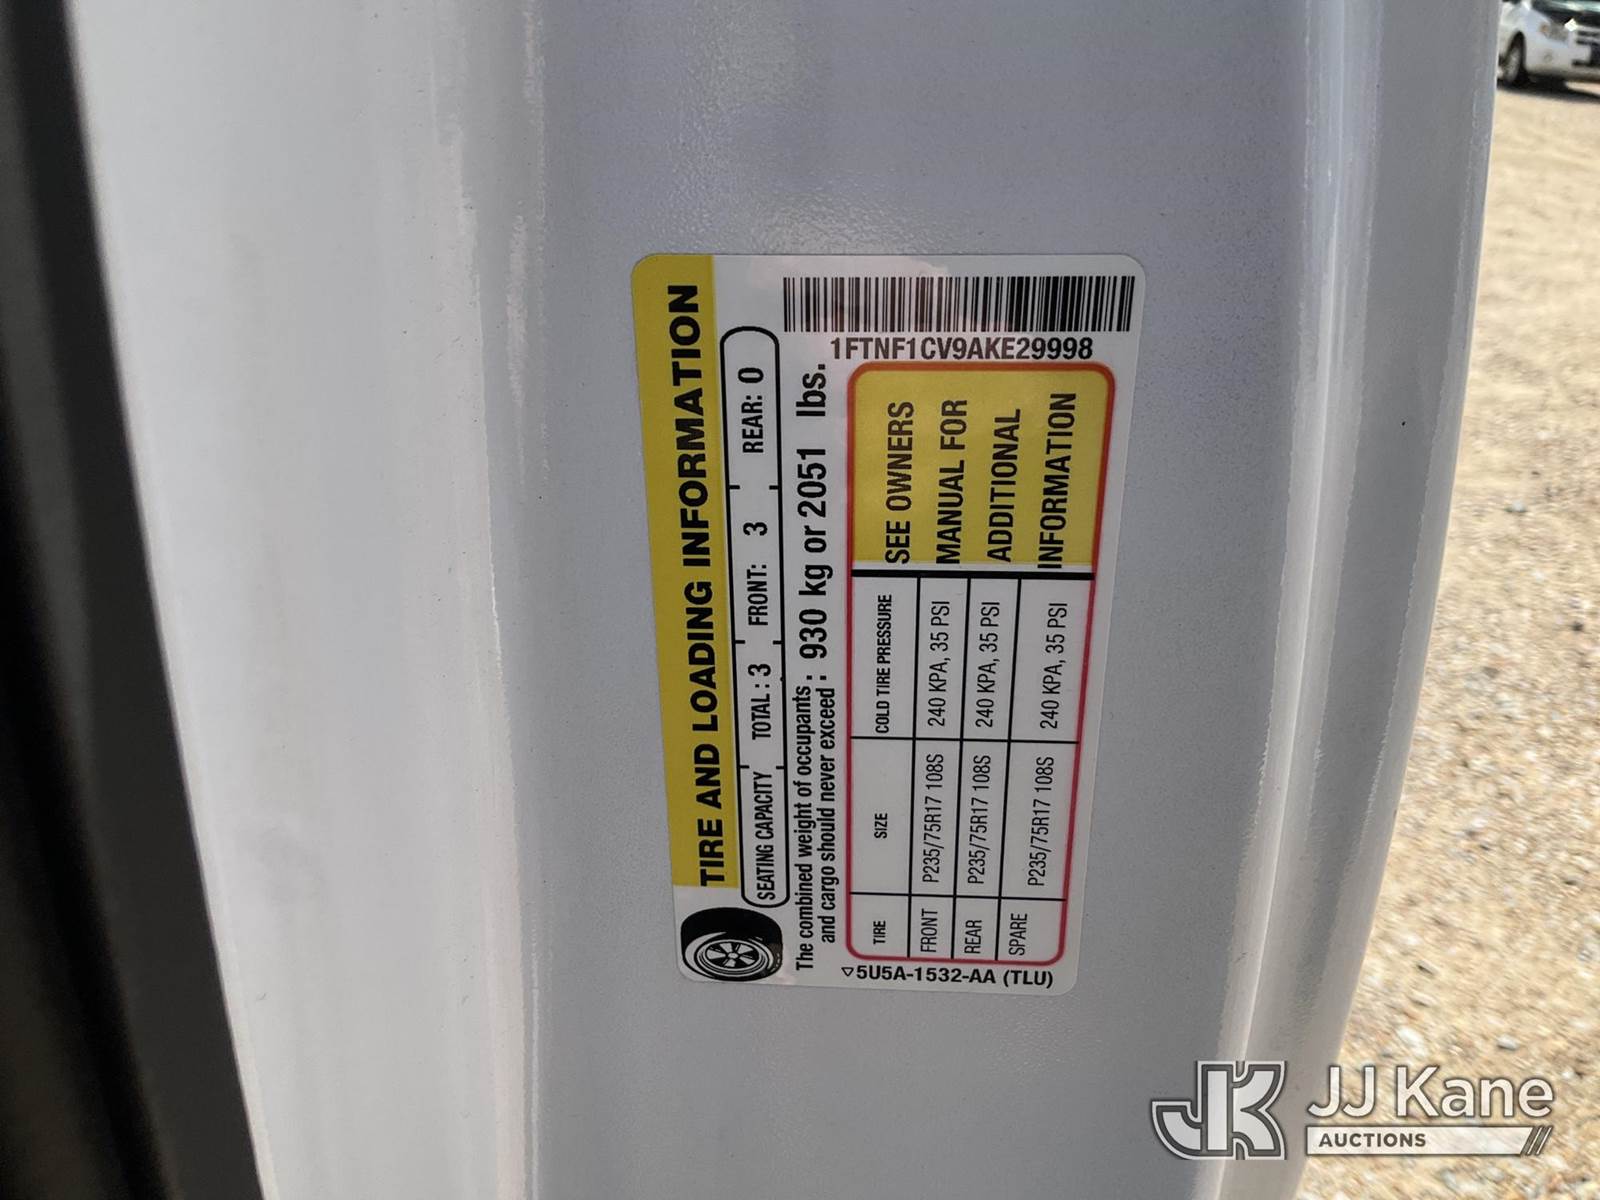 TIRE AND LOADING INFORMATION
SEATING CAPACITY TOTAL : 3 FRONT: 3 REAR: 0
The combined weight of occupants
and cargo should never exceed : 930 kg or 2051 lbs.
1FTNF1CV9AKE29998
TIRE SIZE COLD TIRE PRESSURE
FRONT P235/75R17 108S 240 KPA, 35 PSI
REAR P235/75R17 108S 240 KPA, 35 PSI
SPARE P235/75R17 108S 240 KPA, 35 PSI
SEE OWNERS
MANUAL FOR
ADDITIONAL
INFORMATION
5U5A-1532-AA (TLU)
JK
JJ Kane
AUCTIONS